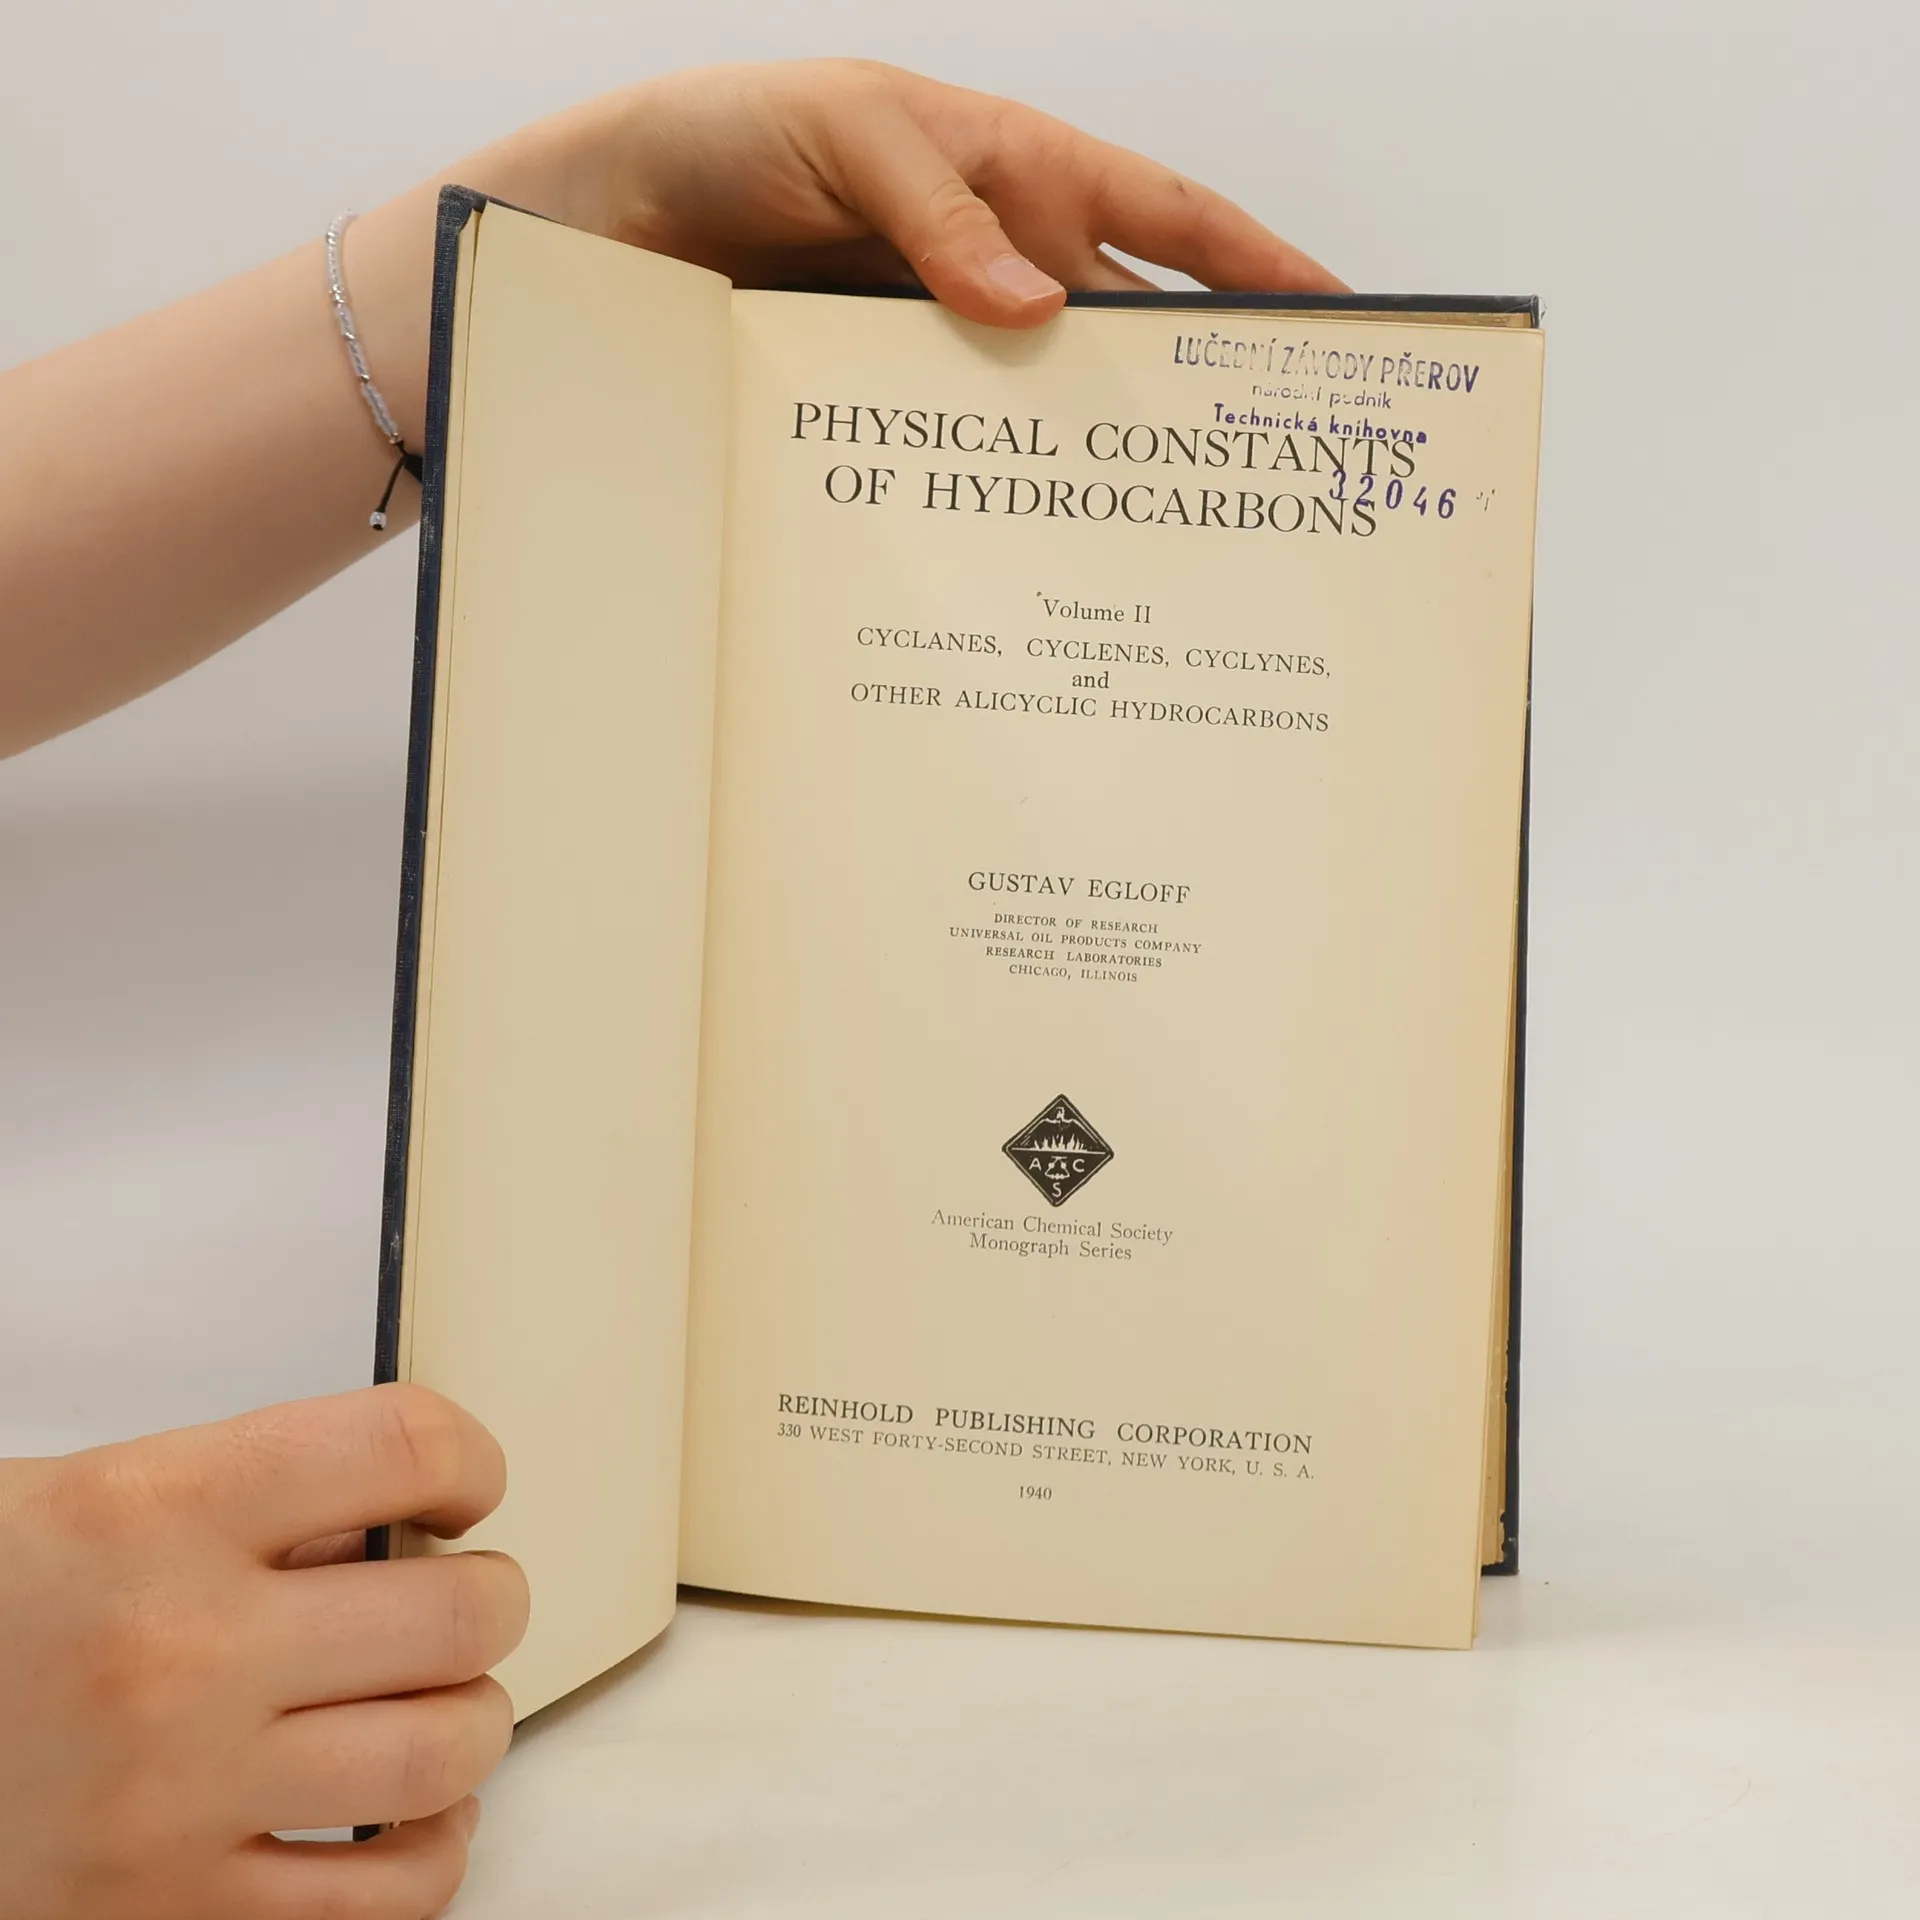 LUČEBNÍ ZÁVODY PŘEROV
národní podnik
Technická knihovna
32046
PHYSICAL CONSTANTS
OF HYDROCARBONS
Volume II
CYCLANES, CYCLENES, CYCLYNES,
and
OTHER ALICYCLIC HYDROCARBONS
GUSTAV EGLOFF
DIRECTOR OF RESEARCH
UNIVERSAL OIL PRODUCTS COMPANY
RESEARCH LABORATORIES
CHICAGO, ILLINOIS
A C
S
American Chemical Society
Monograph Series
REINHOLD PUBLISHING CORPORATION
330 WEST FORTY-SECOND STREET, NEW YORK, U. S. A.
1940